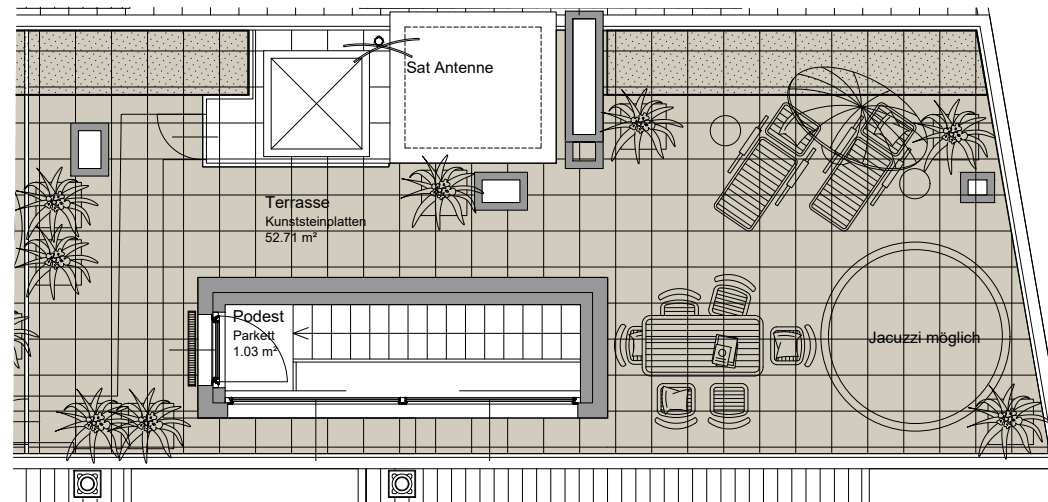 Sat Antenne
Terrasse
Kunststeinplatten
52.71 m²
Podest
Parkett
1.03 m²
Jacuzzi möglich